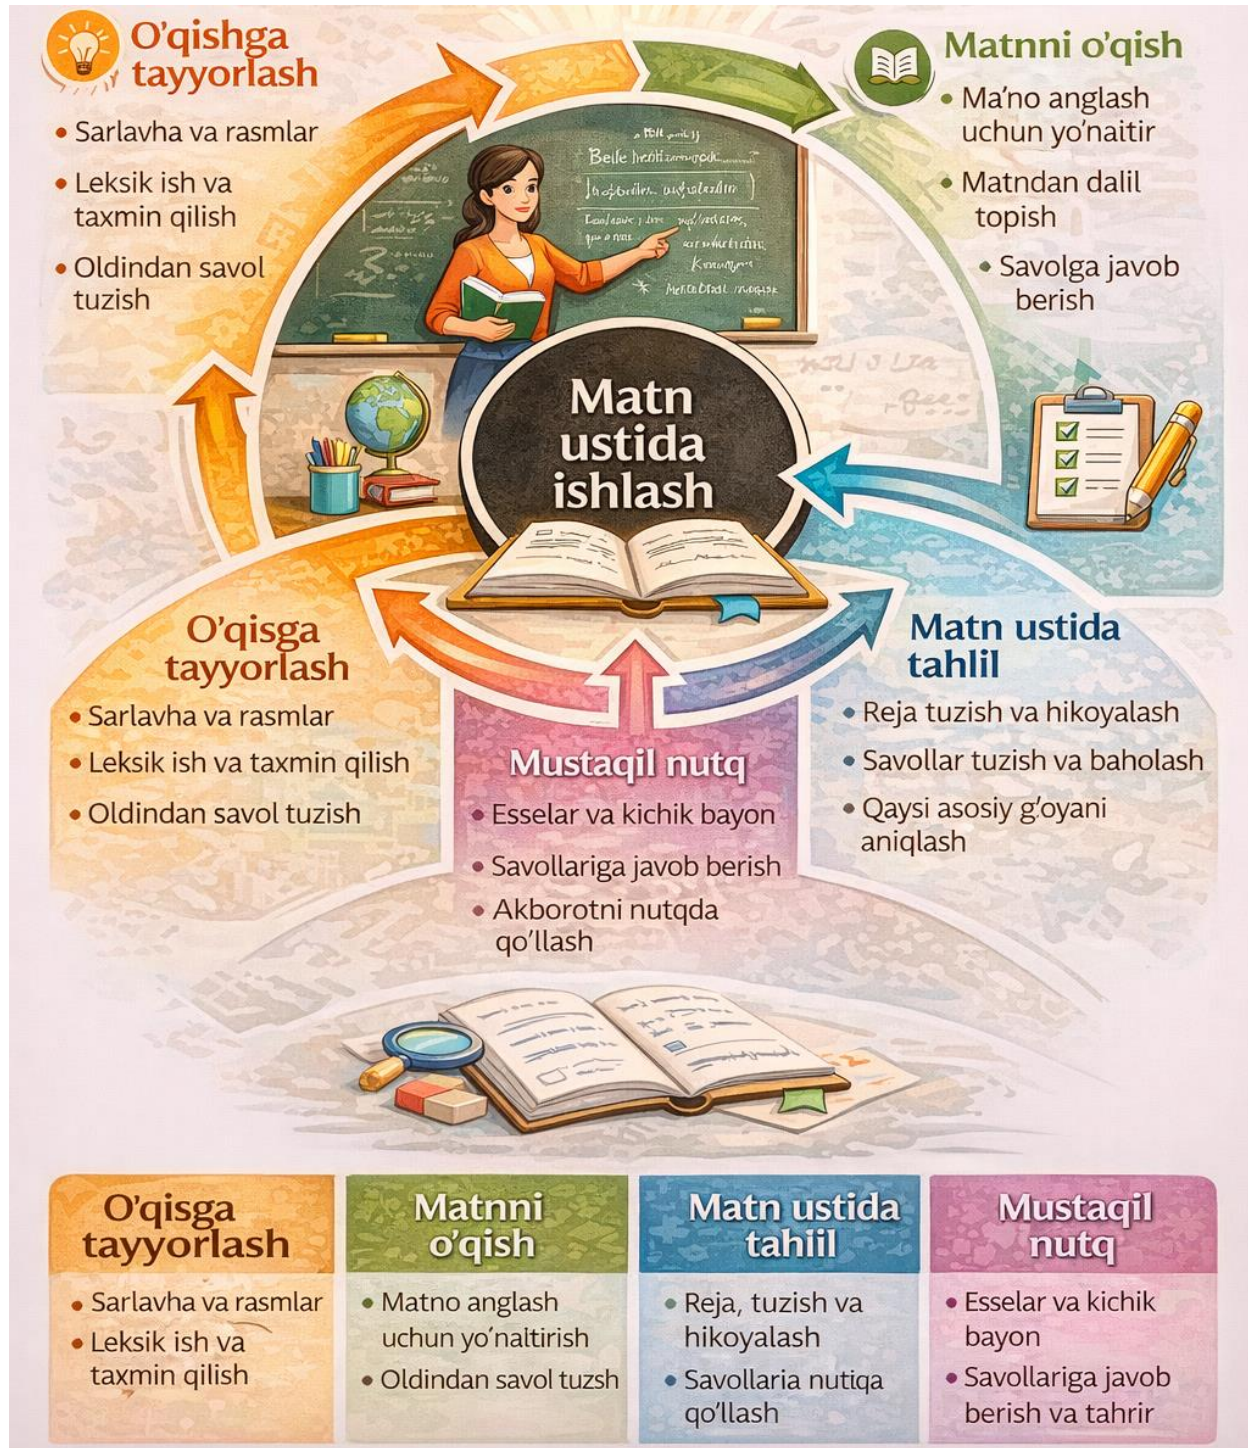 O'qishga
tayyorlash
• Sarlavha va rasmlar
• Leksik ish va
taxmin qilish
• Oldindan savol
tuzish
Matnni o'qish
• Ma'no anglash
uchun yo'naitir
• Matndan dalil
topish
• Savolga javob
berish
Matn
ustida
ishlash
O'qisga
tayyorlash
• Sarlavha va rasmlar
• Leksik ish va taxmin qilish
• Oldindan savol tuzish
Mustaqil nutq
• Esselar va kichik bayon
• Savollariga javob berish
• Akborotni nutqda
qo'llash
Matn ustida
tahlil
• Reja tuzish va hikoyalash
• Savollar tuzish va baholash
• Qaysi asosiy g'oyani
aniqlash
O'qisga
tayyorlash
• Sarlavha va rasmlar
• Leksik ish va
taxmin qilish
Matnni
o'qish
• Matno anglash
uchun yo'naitirish
• Oldindan savol tuzsh
Matn ustida
tahlil
• Reja, tuzish va
hikoyalash
• Savollaria nutiqa
qo'llash
Mustaqil
nutq
• Esselar va kichik
bayon
• Savollariga javob
berish va tahrir